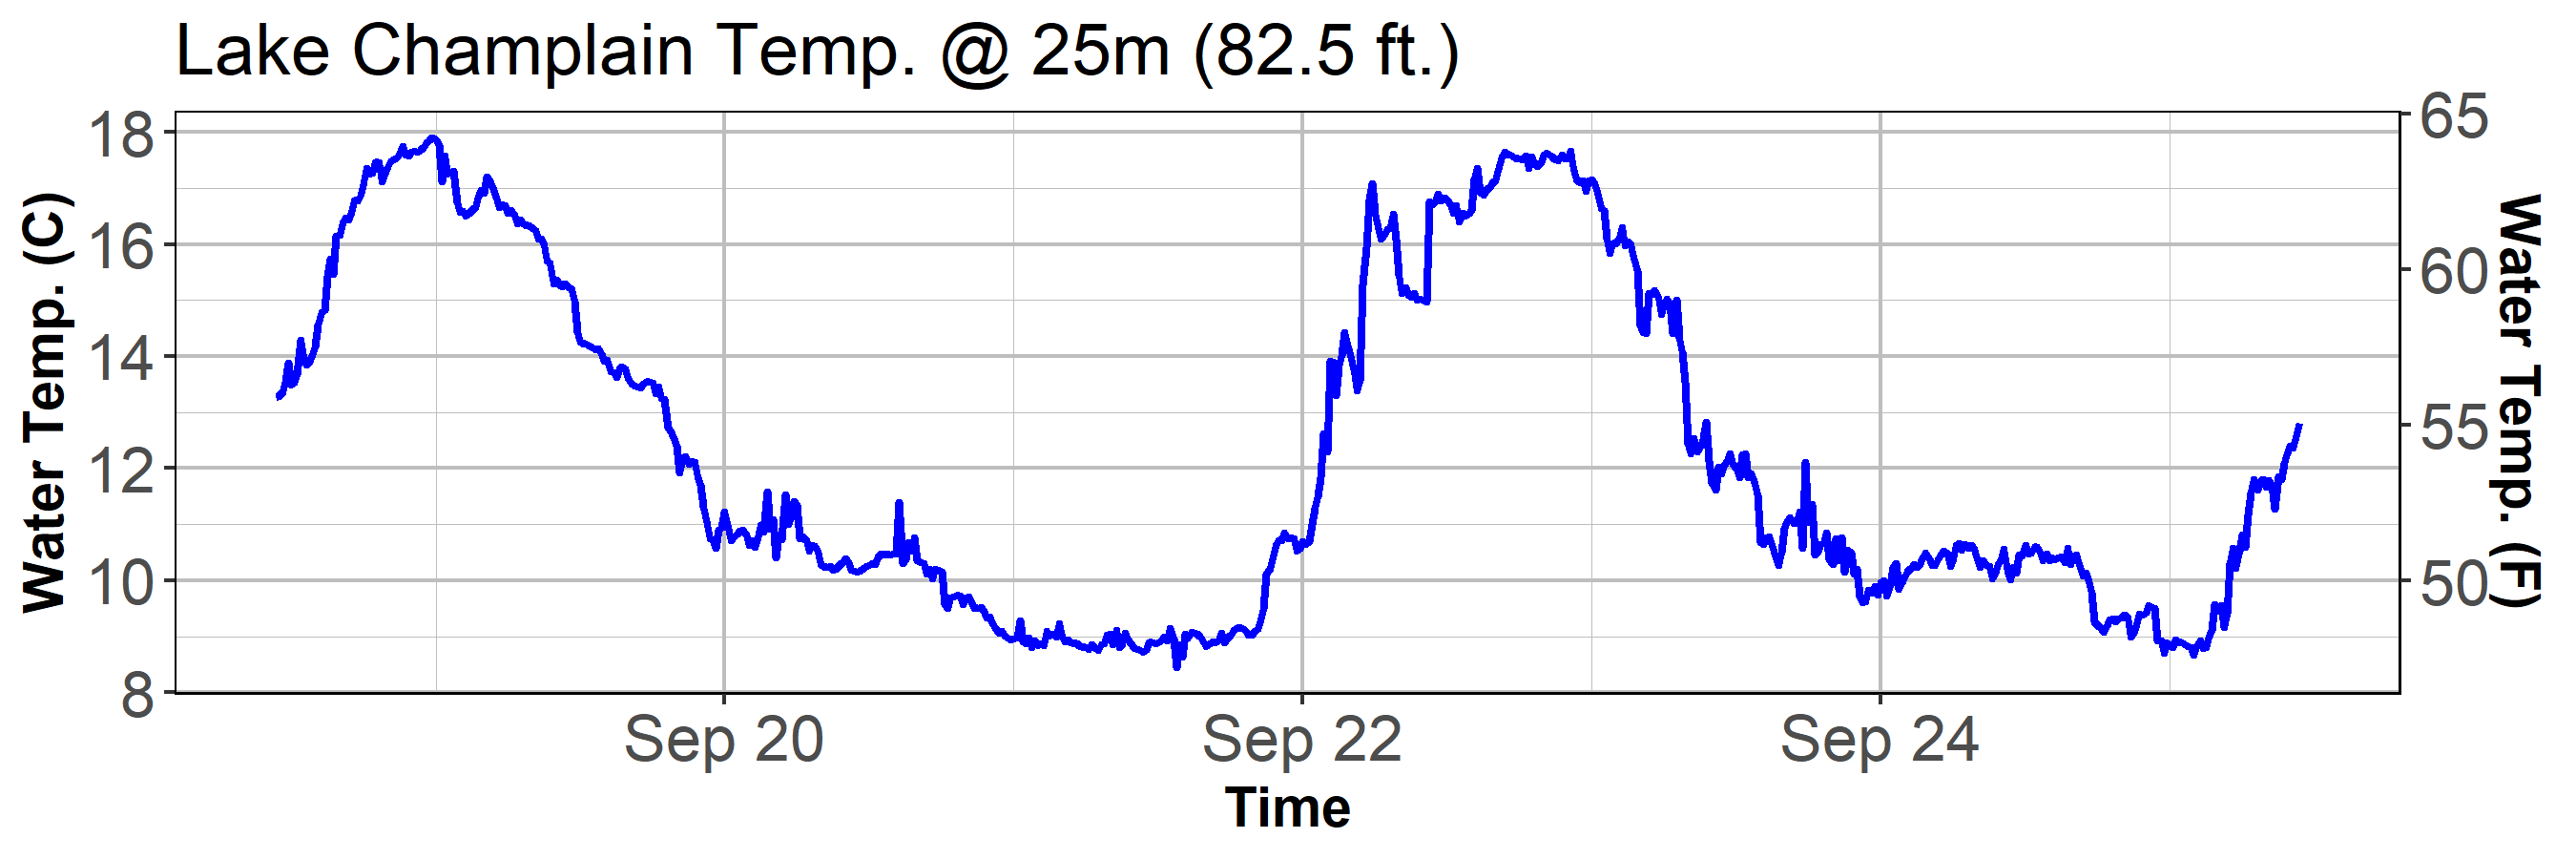 Lake Champlain Temp. @ 25m (82.5 ft.)
Water Temp. (C)
18
16
14
12
10
8
65
60
55
50
Water Temp. (F)
Sep 20
Sep 22
Sep 24
Time